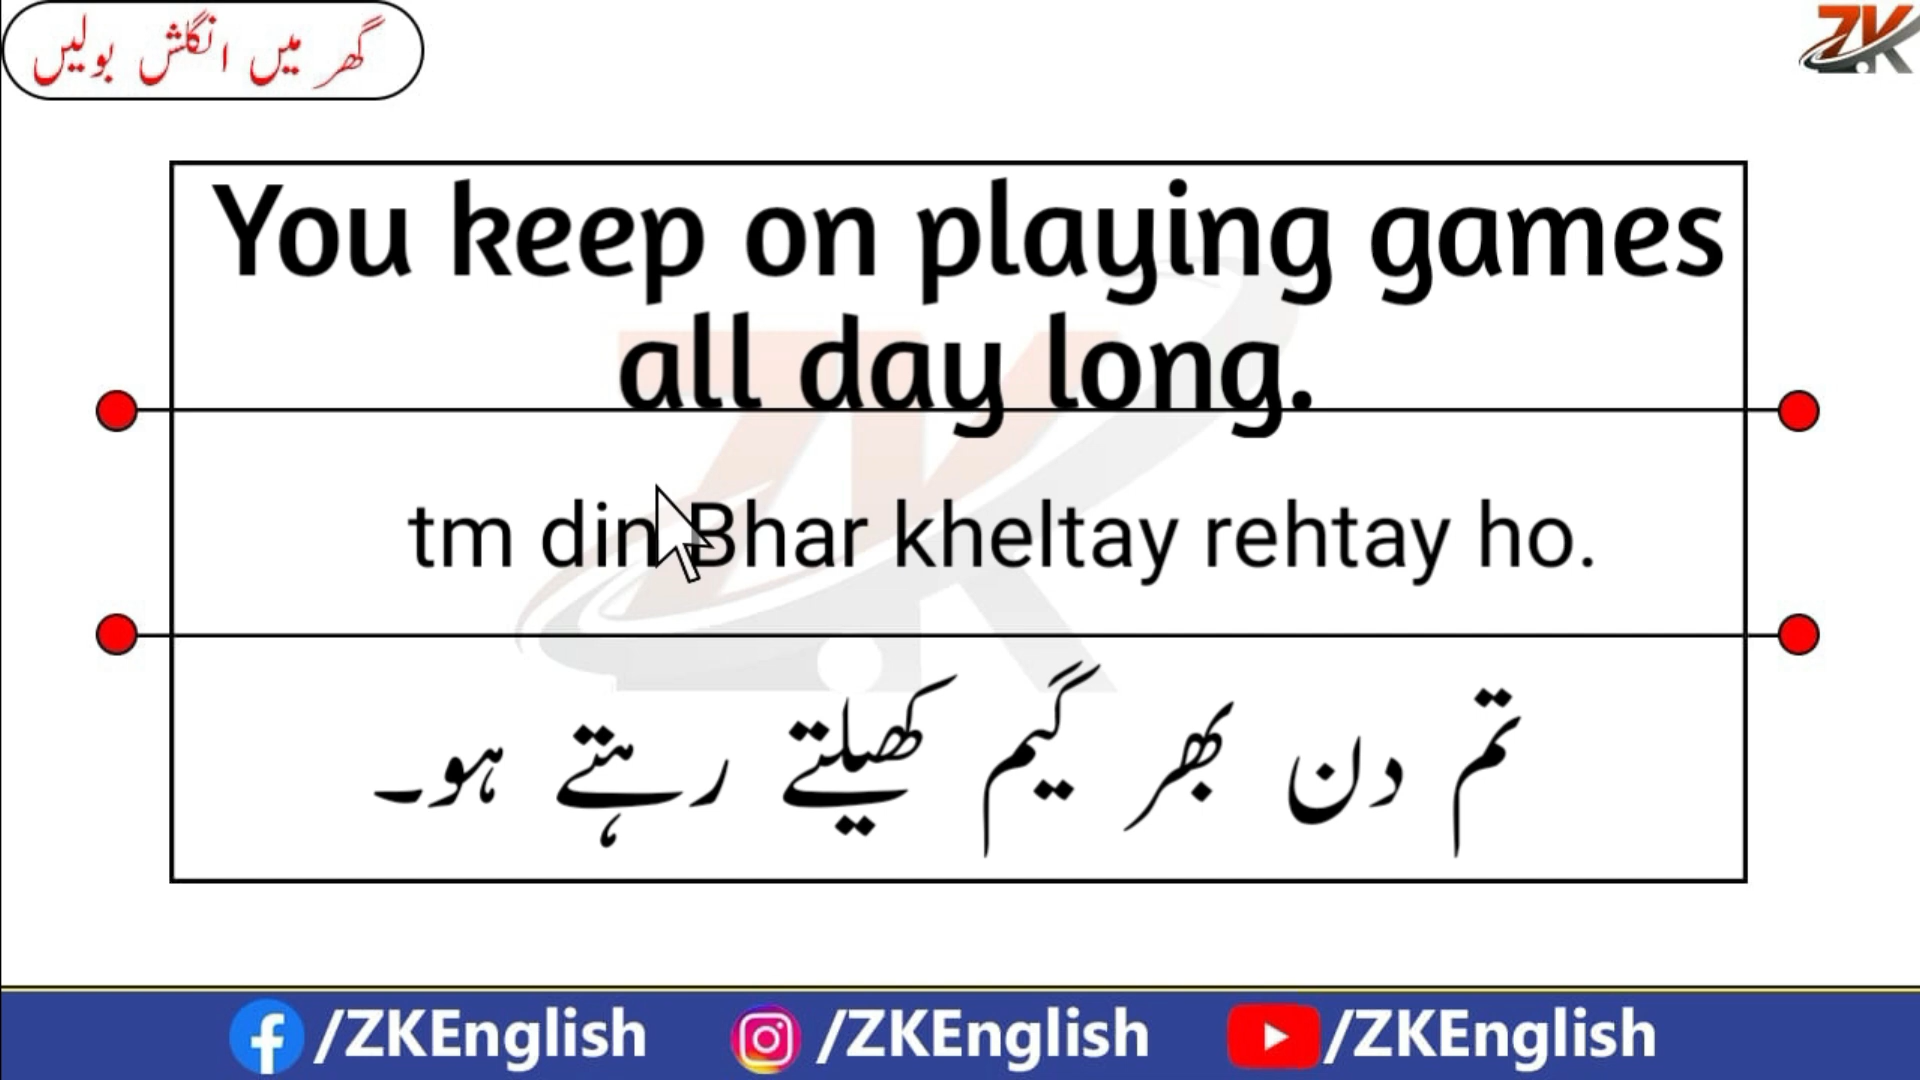 گھر میں انگلش بولیں
ZK
You keep on playing games
all day long.
tm din Bhar kheltay rehtay ho.
تم دن بھر گیم کھیلتے رہتے ہو۔
/ZKEnglish /ZKEnglish /ZKEnglish